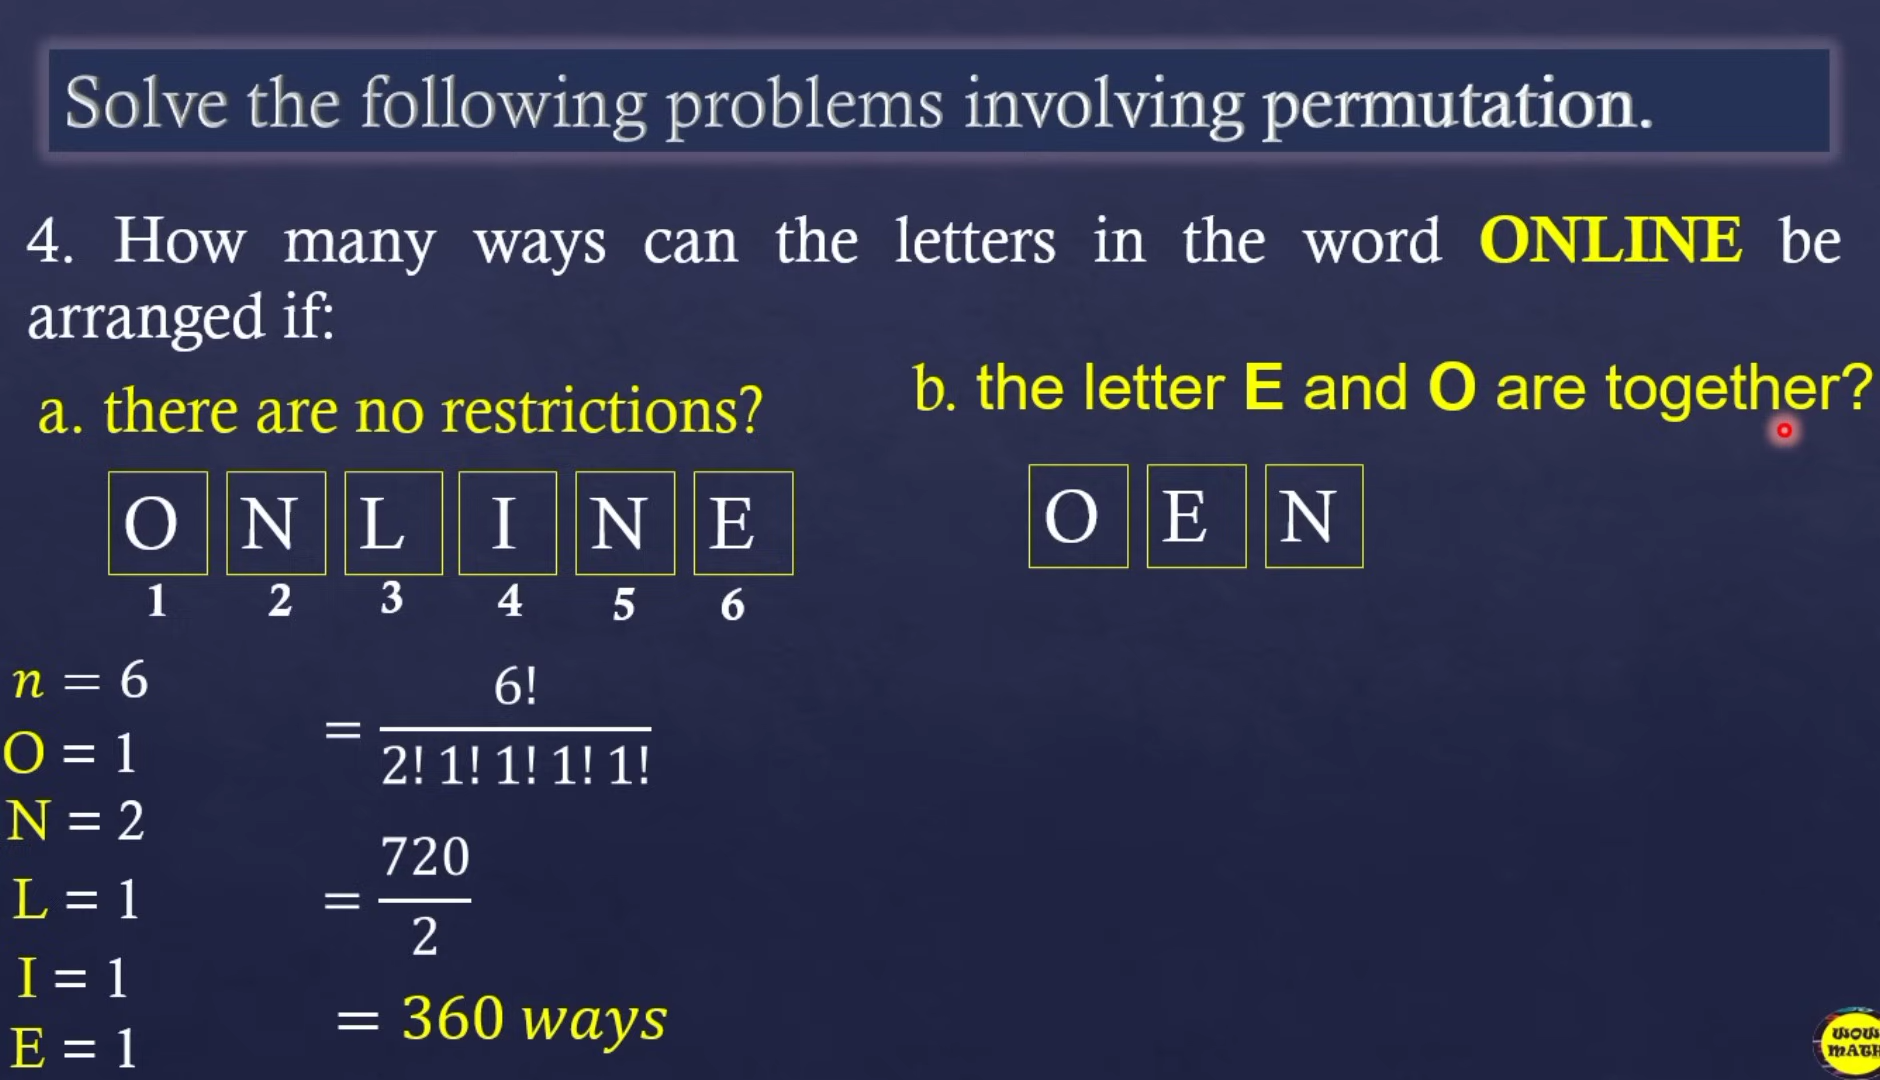 Solve the following problems involving permutation.
4. How many ways can the letters in the word ONLINE be
arranged if:
a. there are no restrictions?
O N L I N E
1 2 3 4 5 6
n = 6
O = 1
N = 2
L = 1
I = 1
E = 1
= 6! / 2! 1! 1! 1! 1!
= 720 / 2
= 360 ways
b. the letter E and O are together?
O E N
WOW
MATH